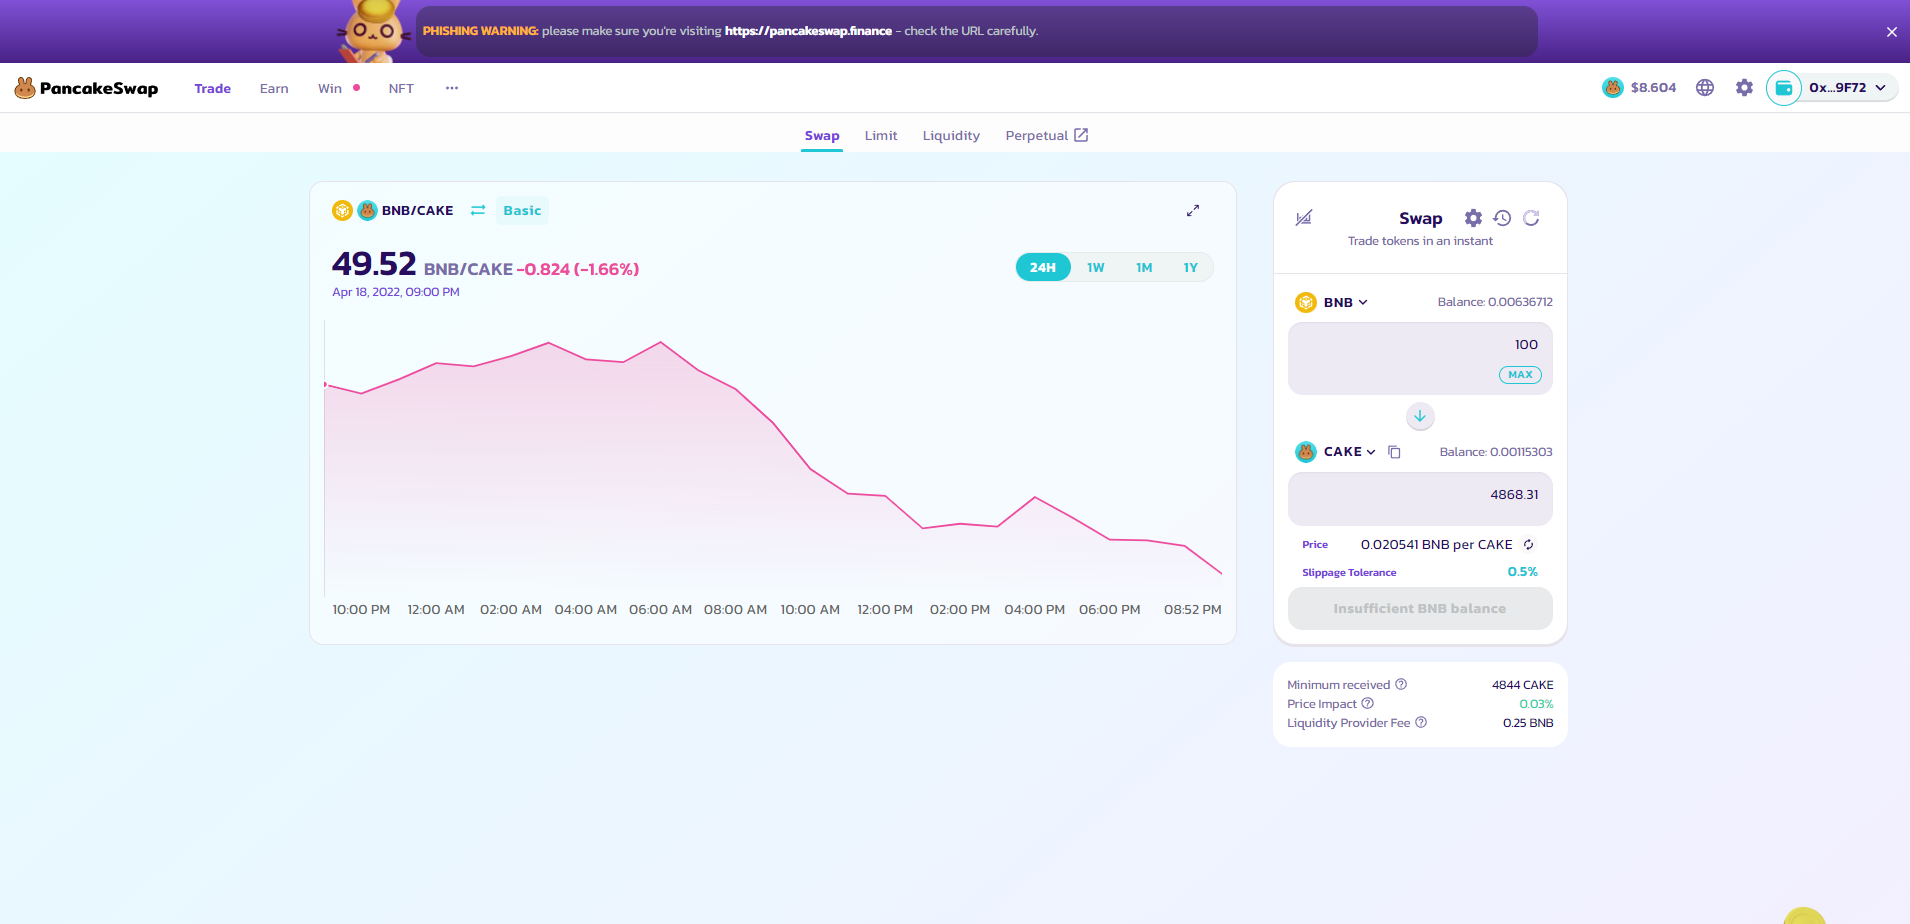 PHISHING WARNING: please make sure you're visiting https://pancakeswap.finance - check the URL carefully.
PancakeSwap Trade Earn Win NFT $8.604 0x...9F72
Swap Limit Liquidity Perpetual
BNB/CAKE Basic
49.52 BNB/CAKE -0.824 (-1.66%)
Apr 18, 2022, 09:00 PM
24H 1W 1M 1Y
10:00 PM 12:00 AM 02:00 AM 04:00 AM 06:00 AM 08:00 AM 10:00 AM 12:00 PM 02:00 PM 04:00 PM 06:00 PM 08:52 PM
Swap
Trade tokens in an instant
BNB Balance: 0.00636712
100
MAX
CAKE Balance: 0.00115303
4868.31
Price 0.020541 BNB per CAKE
Slippage Tolerance 0.5%
Insufficient BNB balance
Minimum received 4844 CAKE
Price Impact 0.03%
Liquidity Provider Fee 0.25 BNB